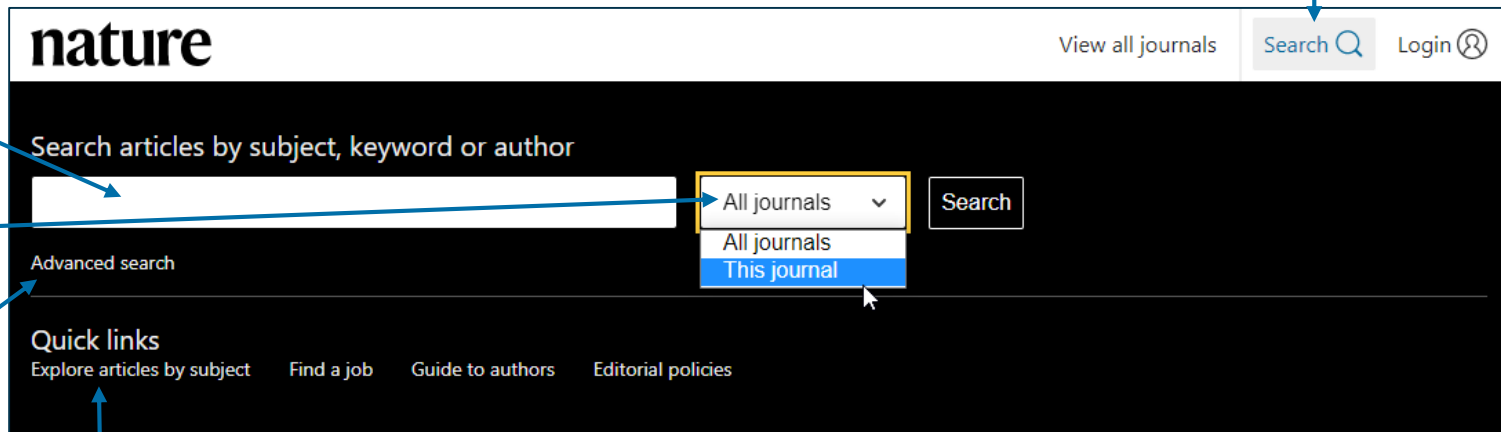 nature
View all journals
Search
Login
Search articles by subject, keyword or author
All journals
Search
All journals
This journal
Advanced search
Quick links
Explore articles by subject
Find a job
Guide to authors
Editorial policies